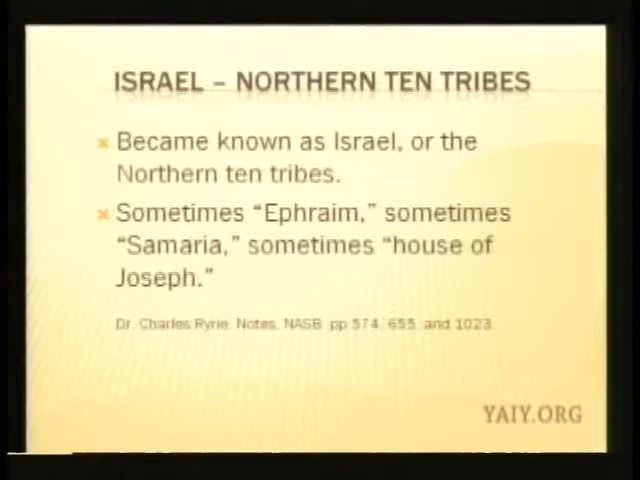 ISRAEL – NORTHERN TEN TRIBES
Became known as Israel, or the
Northern ten tribes.
Sometimes “Ephraim,” sometimes
“Samaria,” sometimes “house of
Joseph.”
Dr. Charles Ryrie. Notes. NASB. pp 574, 655, and 1023.
YAIY.ORG